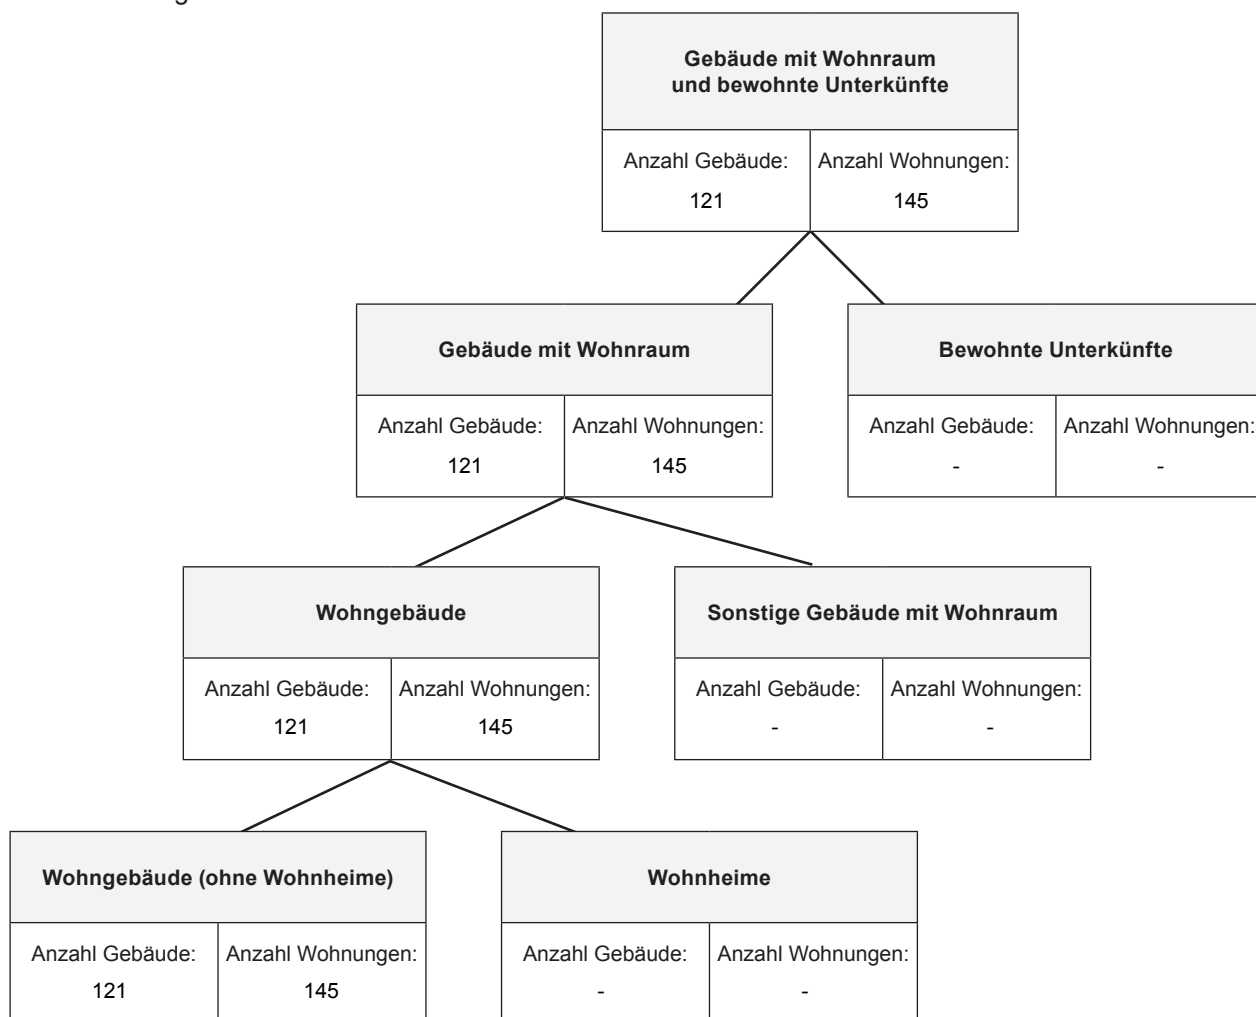 Gebäude mit Wohnraum
und bewohnte Unterkünfte
Anzahl Gebäude: Anzahl Wohnungen:
121 145
Gebäude mit Wohnraum
Bewohnte Unterkünfte
Anzahl Gebäude: Anzahl Wohnungen:
121 145
Anzahl Gebäude: Anzahl Wohnungen:
- -
Wohngebäude
Sonstige Gebäude mit Wohnraum
Anzahl Gebäude: Anzahl Wohnungen:
121 145
Anzahl Gebäude: Anzahl Wohnungen:
- -
Wohngebäude (ohne Wohnheime)
Wohnheime
Anzahl Gebäude: Anzahl Wohnungen:
121 145
Anzahl Gebäude: Anzahl Wohnungen:
- -